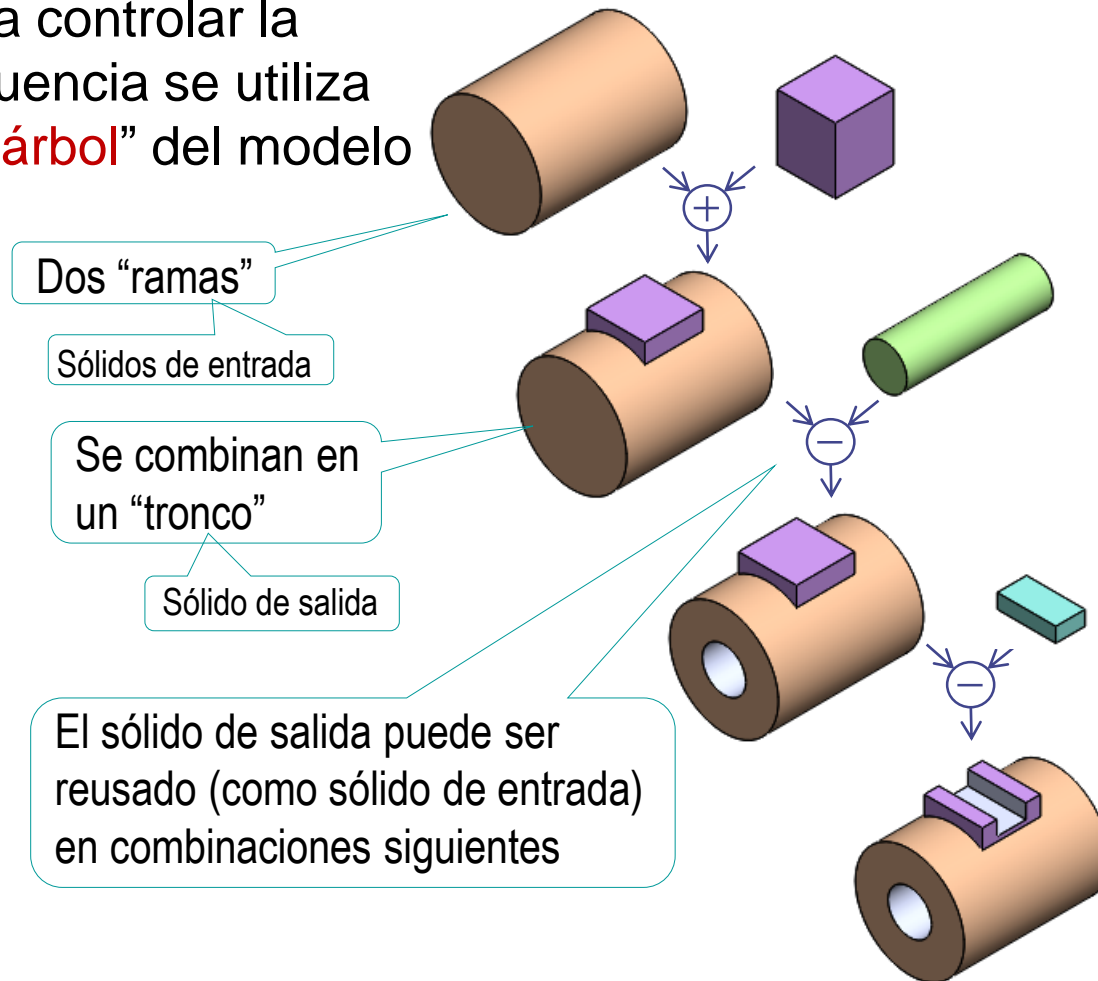 a controlar la
uencia se utiliza
árbol” del modelo
Dos “ramas”
Sólidos de entrada
Se combinan en
un “tronco”
Sólido de salida
El sólido de salida puede ser
reusado (como sólido de entrada)
en combinaciones siguientes
+
−
−